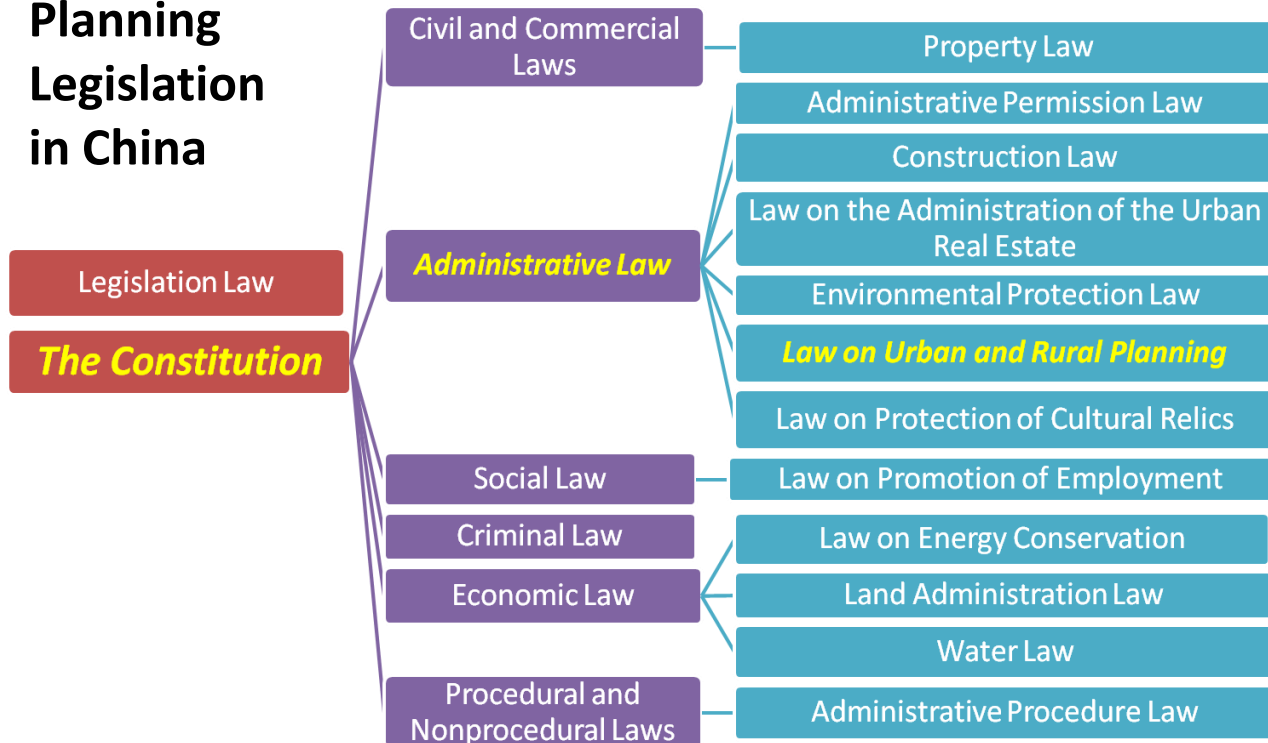 Planning
Legislation
in China
Legislation Law
The Constitution
Civil and Commercial
Laws
Property Law
Administrative Law
Administrative Permission Law
Construction Law
Law on the Administration of the Urban
Real Estate
Environmental Protection Law
Law on Urban and Rural Planning
Law on Protection of Cultural Relics
Social Law
Law on Promotion of Employment
Criminal Law
Economic Law
Law on Energy Conservation
Land Administration Law
Water Law
Procedural and
Nonprocedural Laws
Administrative Procedure Law